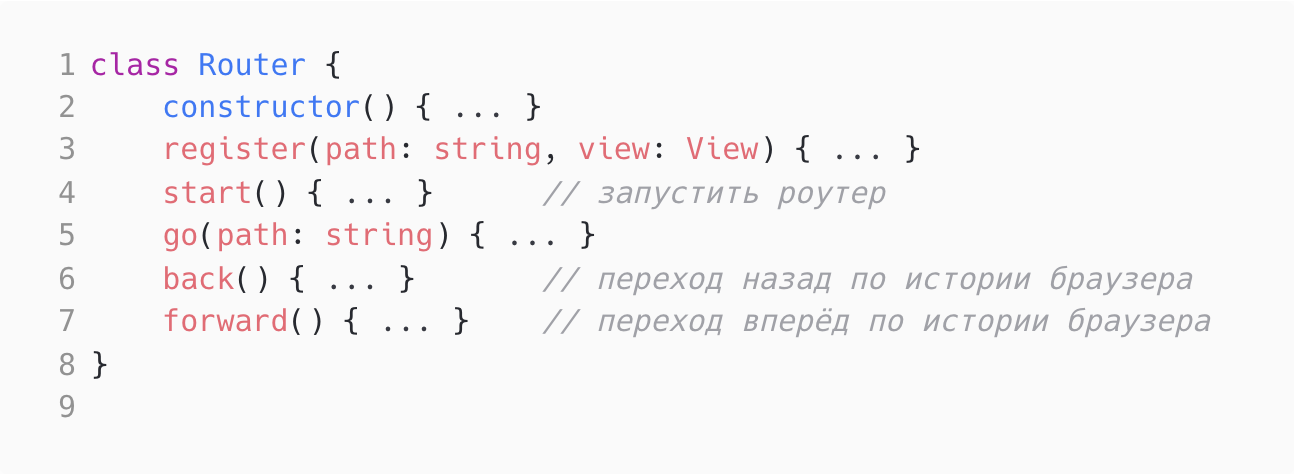 1 class Router {
2     constructor() { ... }
3     register(path: string, view: View) { ... }
4     start() { ... }      // запустить роутер
5     go(path: string) { ... }
6     back() { ... }       // переход назад по истории браузера
7     forward() { ... }    // переход вперёд по истории браузера
8 }
9